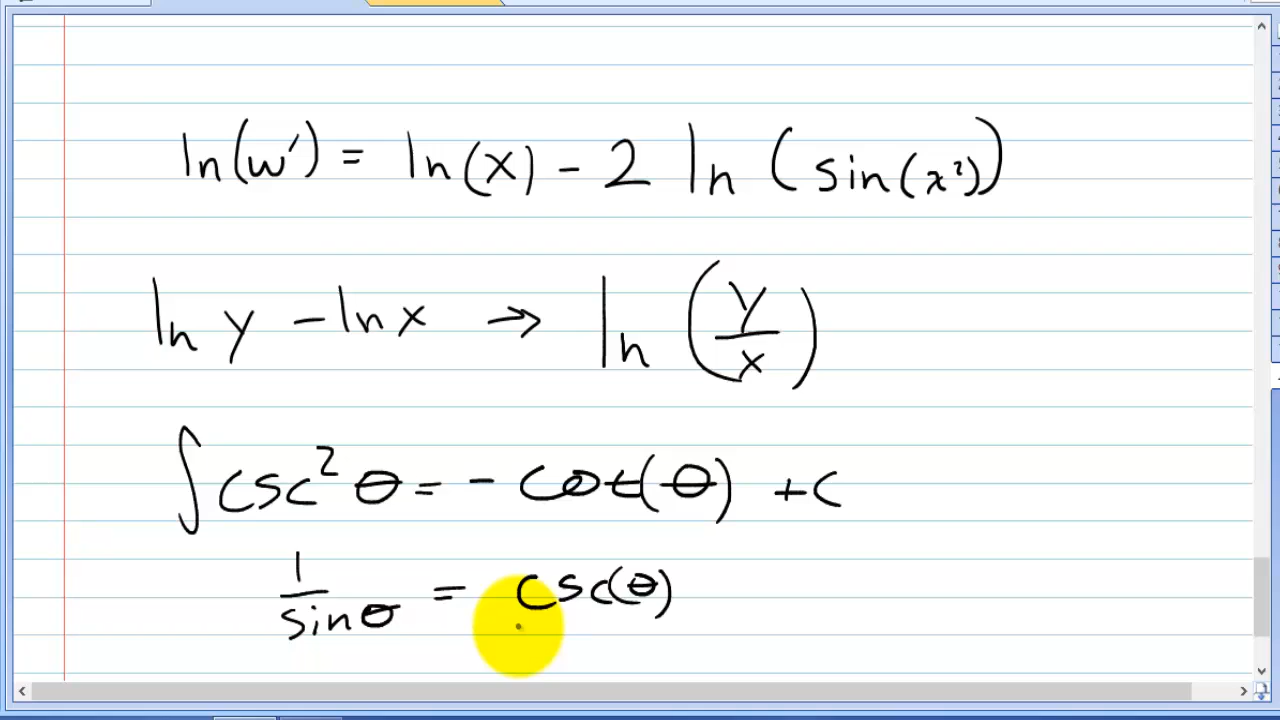 ln(w') = ln(x) - 2 ln(sin(x²))
ln y - ln x → ln(y/x)
∫csc²θ = -cot(θ) + C
1/sinθ = csc(θ)